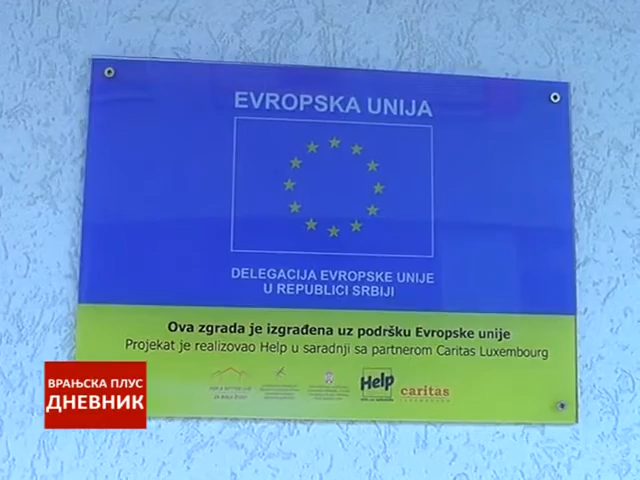 EVROPSKA UNIJA
DELEGACIJA EVROPSKE UNIJE
U REPUBLICI SRBIJI
Ova zgrada je izgrađena uz podršku Evropske unije
Projekat je realizovao Help u saradnji sa partnerom Caritas Luxembourg
Help
caritas
LUXEMBOURG
ВРАЊСКА ПЛУС
ДНЕВНИК